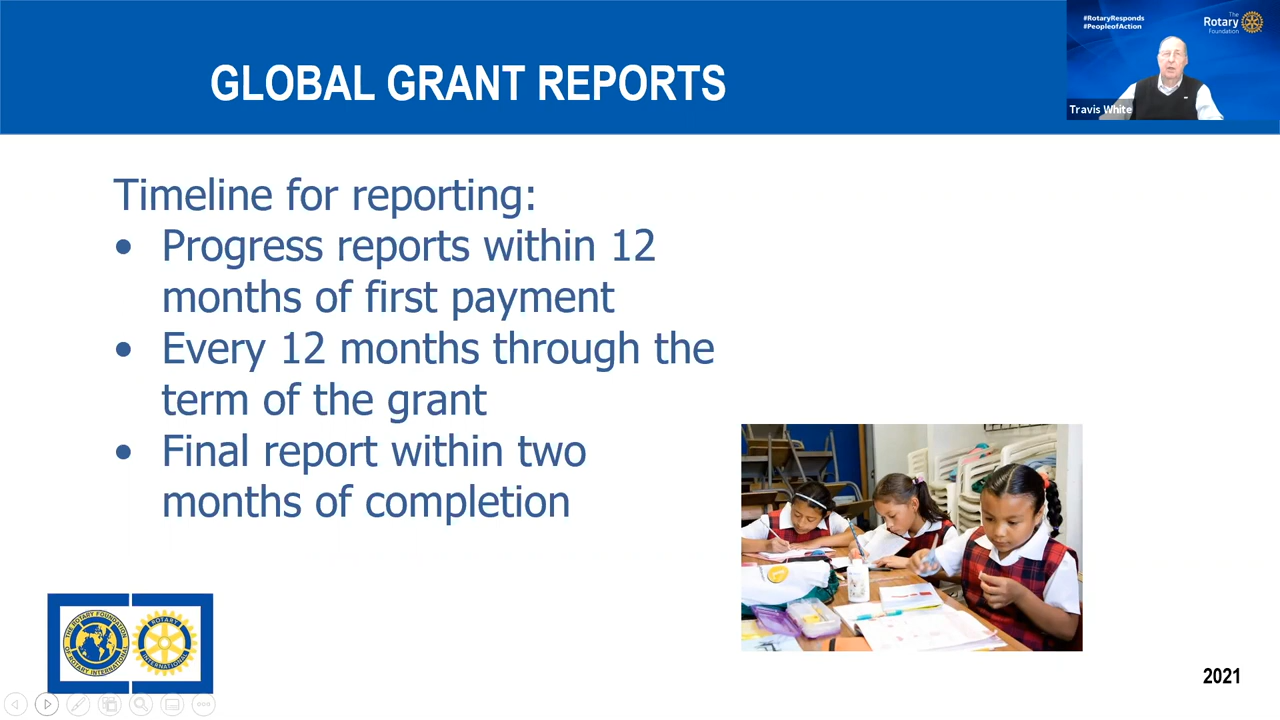 #RotaryResponds
#PeopleofAction
The
Rotary
Foundation
Travis White
GLOBAL GRANT REPORTS
Timeline for reporting:
• Progress reports within 12
months of first payment
• Every 12 months through the
term of the grant
• Final report within two
months of completion
THE ROTARY FOUNDATION
OF ROTARY INTERNATIONAL
ROTARY
INTERNATIONAL
2021